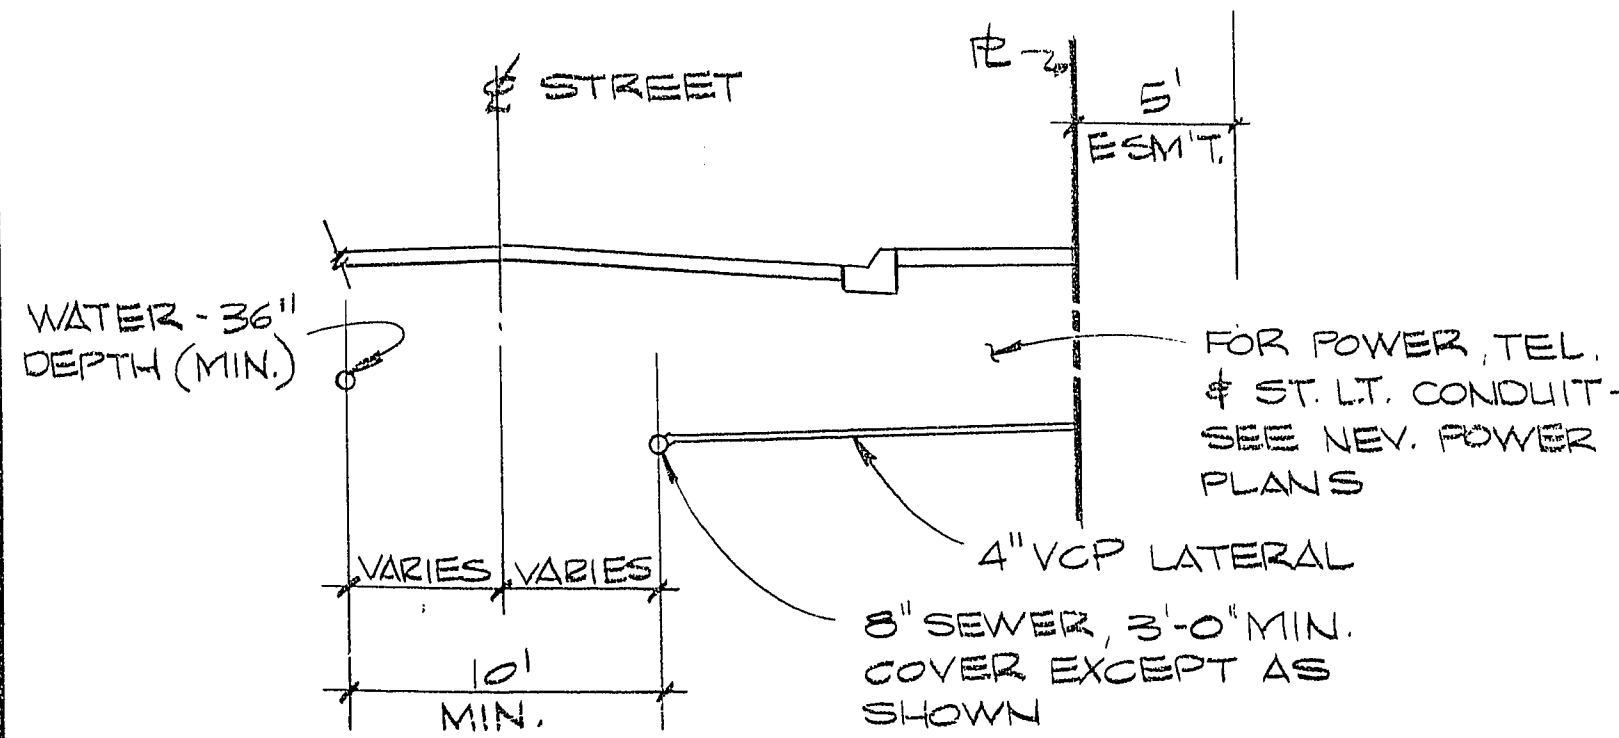 ℄ STREET
PL
5'
ESM'T.
WATER - 36"
DEPTH (MIN.)
FOR POWER, TEL.
& ST. L.T. CONDUIT-
SEE NEV. POWER
PLANS
4" VCP LATERAL
VARIES VARIES
8" SEWER, 3'-0" MIN.
COVER EXCEPT AS
SHOWN
10'
MIN.